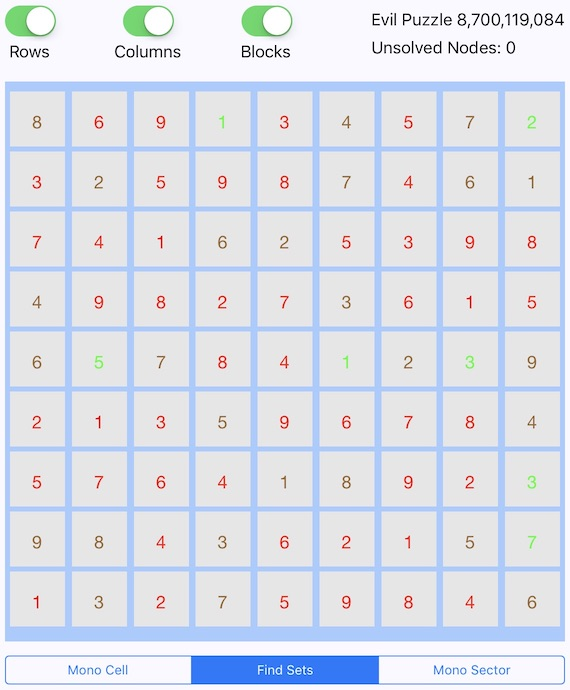 Evil Puzzle 8,700,119,084
Rows Columns Blocks Unsolved Nodes: 0
8 6 9 1 3 4 5 7 2
3 2 5 9 8 7 4 6 1
7 4 1 6 2 5 3 9 8
4 9 8 2 7 3 6 1 5
6 5 7 8 4 1 2 3 9
2 1 3 5 9 6 7 8 4
5 7 6 4 1 8 9 2 3
9 8 4 3 6 2 1 5 7
1 3 2 7 5 9 8 4 6
Mono Cell Find Sets Mono Sector